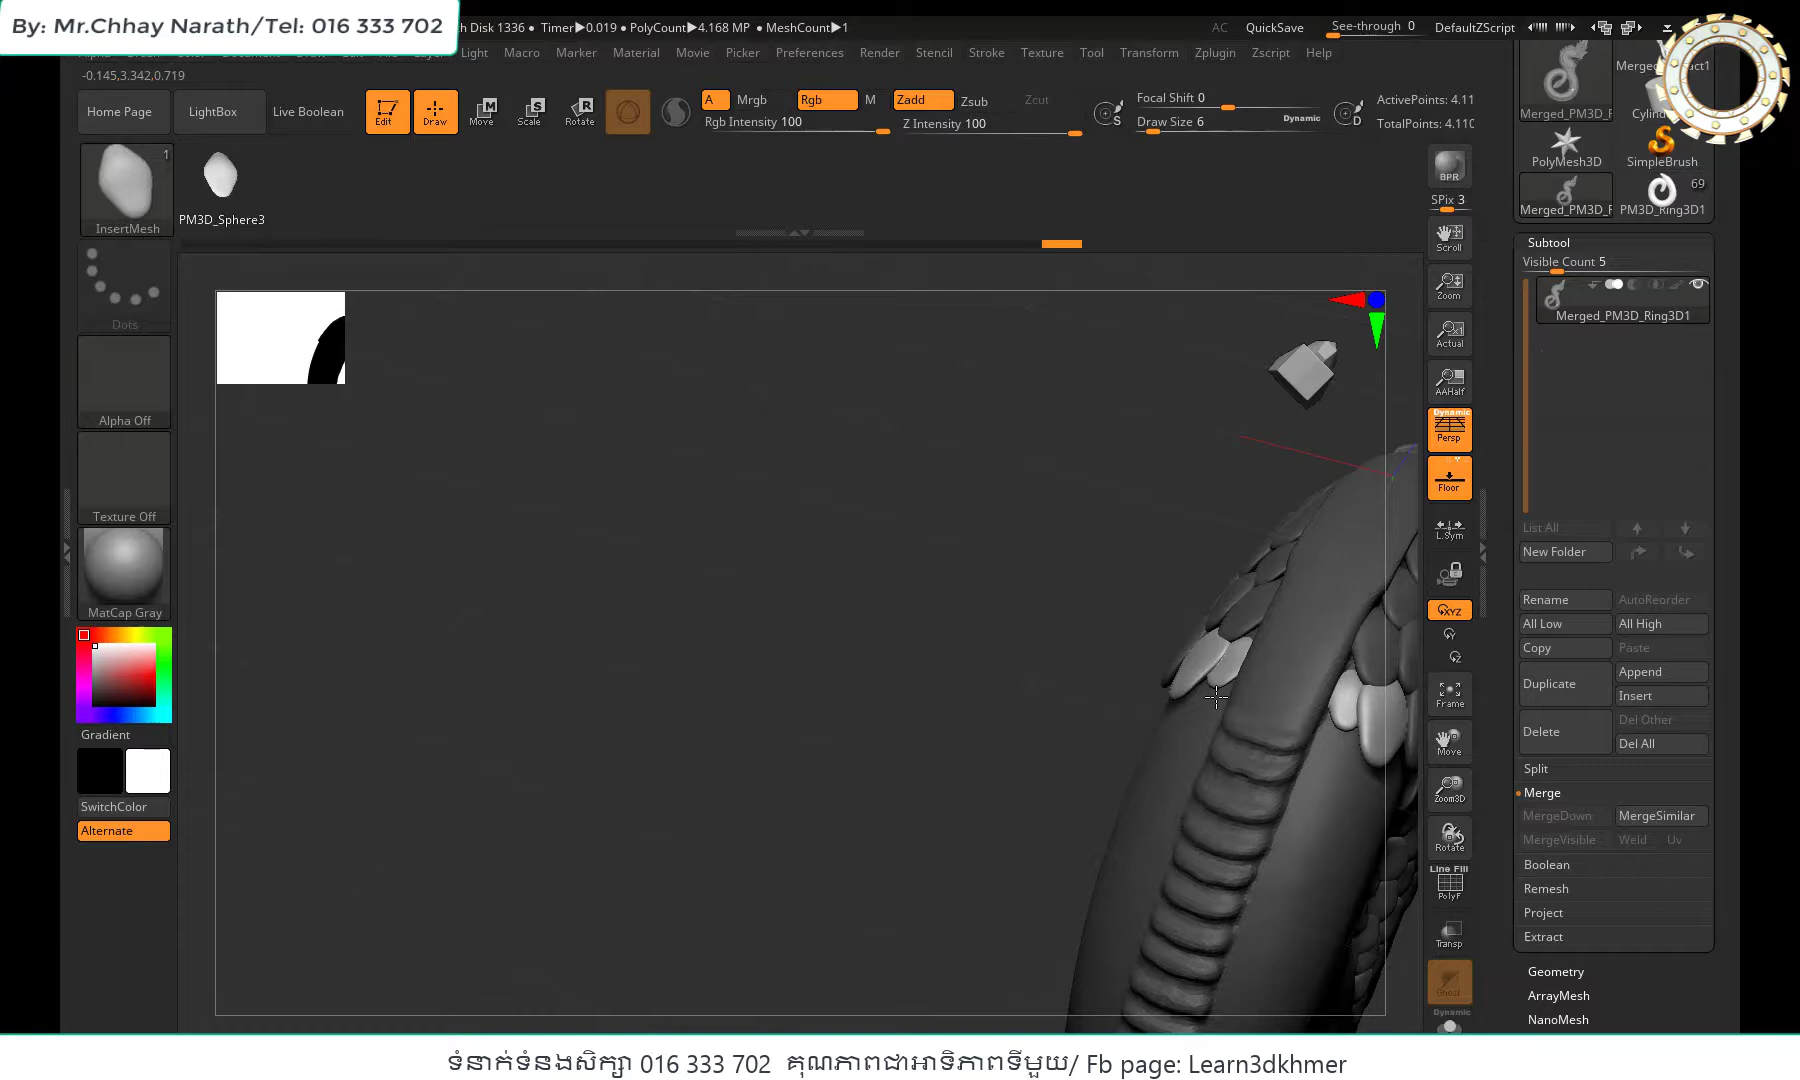 By: Mr.Chhay Narath/Tel: 016 333 702
h Disk 1336 • Timer▶0.019 • PolyCount▶4.168 MP • MeshCount▶1
AC QuickSave See-through 0 DefaultZScript
Light Macro Marker Material Movie Picker Preferences Render Stencil Stroke Texture Tool Transform Zplugin Zscript Help
-0.145,3.342,0.719
Home Page LightBox Live Boolean Edit Draw Move Scale Rotate
A Mrgb Rgb M Zadd Zsub Zcut
Rgb Intensity 100 Z Intensity 100
Focal Shift 0
Draw Size 6 Dynamic
ActivePoints: 4.11
TotalPoints: 4.110
1
InsertMesh
PM3D_Sphere3
Dots
Alpha Off
Texture Off
MatCap Gray
Gradient
SwitchColor
Alternate
BPR
SPix 3
Scroll
Zoom
Actual
AAHalf
Dynamic
Persp
Floor
L.Sym
XYZ
Frame
Move
Zoom3D
Rotate
Line Fill
PolyF
Transp
Ghost
Dynamic
Merged_PM3D_F
PolyMesh3D SimpleBrush
69
Merged_PM3D_F PM3D_Ring3D1
Subtool
Visible Count 5
Merged_PM3D_Ring3D1
List All
New Folder
Rename AutoReorder
All Low All High
Copy Paste
Duplicate Append
Insert
Delete Del Other
Del All
Split
Merge
MergeDown MergeSimilar
MergeVisible Weld Uv
Boolean
Remesh
Project
Extract
Geometry
ArrayMesh
NanoMesh
ទំនាក់ទំនងសិក្សា 016 333 702 គុណភាពជាអាទិភាពទីមួយ/ Fb page: Learn3dkhmer